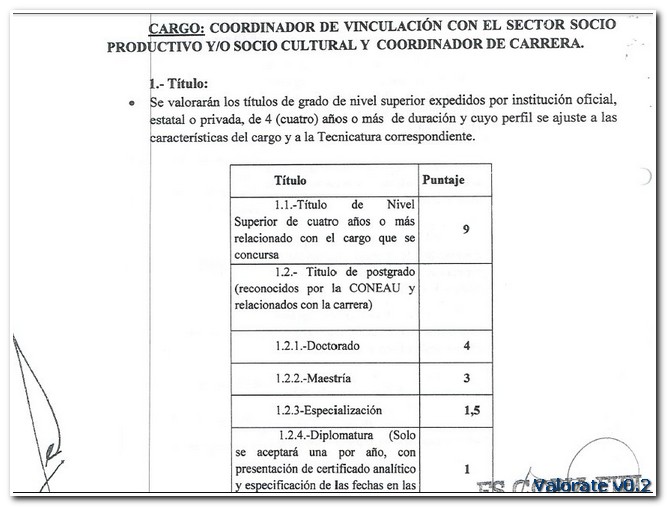 CARGO: COORDINADOR DE VINCULACIÓN CON EL SECTOR SOCIO
PRODUCTIVO Y/O SOCIO CULTURAL Y COORDINADOR DE CARRERA.
1.- Título:
• Se valorarán los títulos de grado de nivel superior expedidos por institución oficial,
estatal o privada, de 4 (cuatro) años o más de duración y cuyo perfil se ajuste a las
características del cargo y a la Tecnicatura correspondiente.
Título Puntaje
1.1.-Título de Nivel
Superior de cuatro años o más
relacionado con el cargo que se
concursa
9
1.2.- Titulo de postgrado
(reconocidos por la CONEAU y
relacionados con la carrera)
1.2.1.-Doctorado 4
1.2.2.-Maestría 3
1.2.3-Especialización 1,5
1.2.4.-Diplomatura (Solo
se aceptará una por año, con
presentación de certificado analítico
y especificación de las fechas en las
1
Valorate v0.2